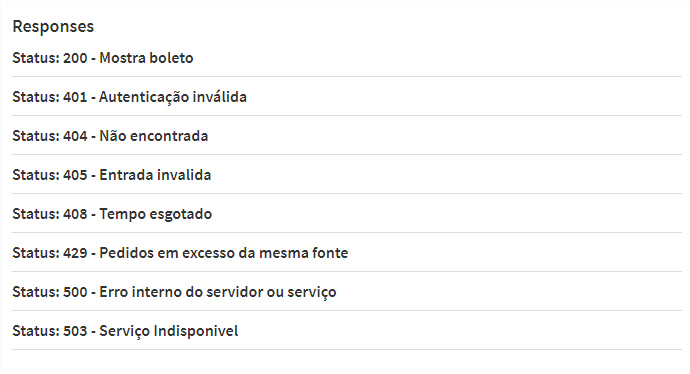 Responses
Status: 200 - Mostra boleto
Status: 401 - Autenticação inválida
Status: 404 - Não encontrada
Status: 405 - Entrada invalida
Status: 408 - Tempo esgotado
Status: 429 - Pedidos em excesso da mesma fonte
Status: 500 - Erro interno do servidor ou serviço
Status: 503 - Serviço Indisponivel